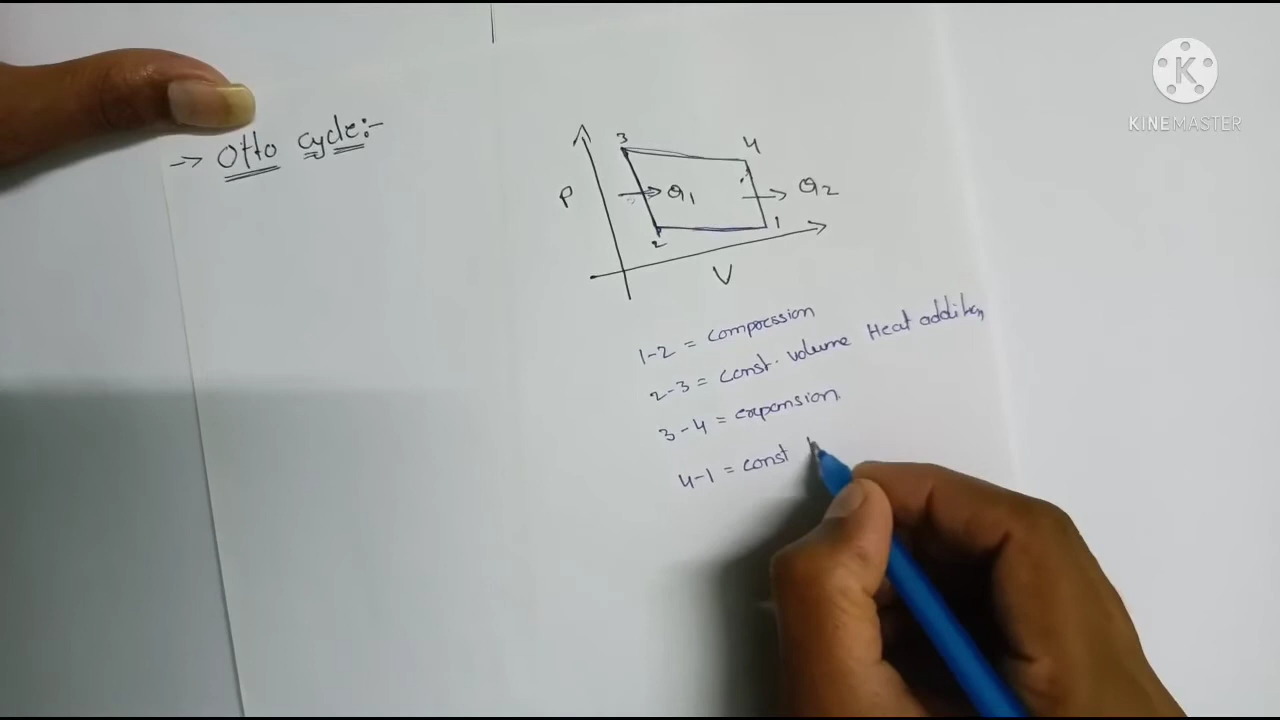 -> Otto cycle:-
3
4
P
Q1
Q2
2
1
V
1-2 = compression
2-3 = const. volume Heat addition
3-4 = expansion.
4-1 = const
K
KINEMASTER